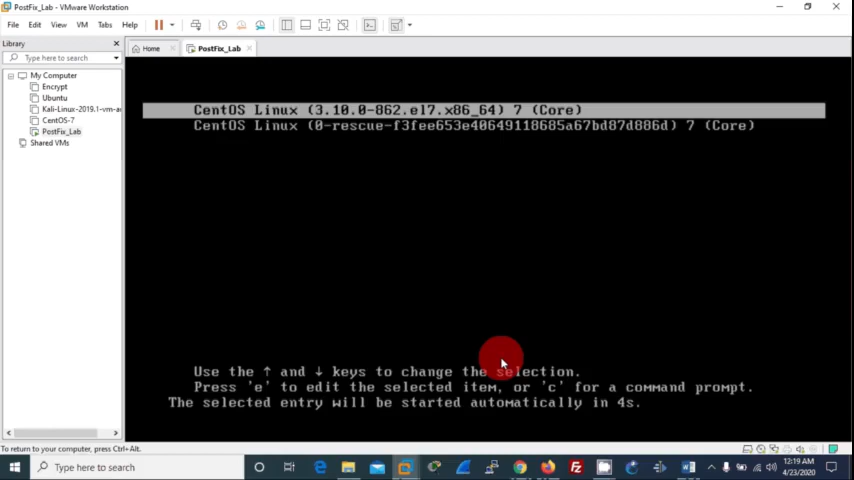 PostFix_Lab - VMware Workstation
File Edit View VM Tabs Help
Library
Type here to search
My Computer
Encrypt
Ubuntu
Kali-Linux-2019.1-vm-a
CentOS-7
PostFix_Lab
Shared VMs
Home
PostFix_Lab
CentOS Linux (3.10.0-862.el7.x86_64) 7 (Core)
CentOS Linux (0-rescue-f3fee653e40649118685a67bd87d886d) 7 (Core)
Use the ↑ and ↓ keys to change the selection.
Press 'e' to edit the selected item, or 'c' for a command prompt.
The selected entry will be started automatically in 4s.
To return to your computer, press Ctrl+Alt.
Type here to search
12:19 AM
4/23/2020